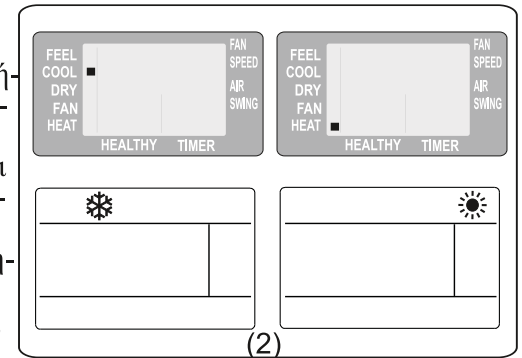 FEEL
COOL
DRY
FAN
HEAT
FAN
SPEED
AIR
SWING
HEALTHY TIMER
FEEL
COOL
DRY
FAN
HEAT
FAN
SPEED
AIR
SWING
HEALTHY TIMER
(2)